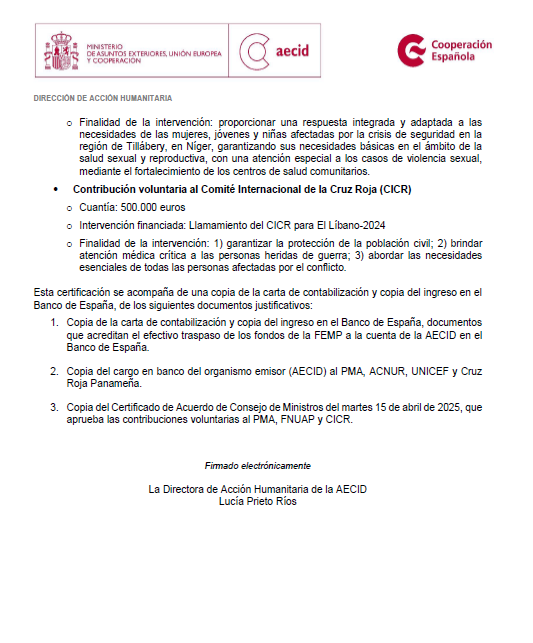 MINISTERIO
DE ASUNTOS EXTERIORES, UNIÓN EUROPEA
Y COOPERACIÓN
aecid
Cooperación
Española
DIRECCIÓN DE ACCIÓN HUMANITARIA
o Finalidad de la intervención: proporcionar una respuesta integrada y adaptada a las
necesidades de las mujeres, jóvenes y niñas afectadas por la crisis de seguridad en la
región de Tillábery, en Níger, garantizando sus necesidades básicas en el ámbito de la
salud sexual y reproductiva, con una atención especial a los casos de violencia sexual,
mediante el fortalecimiento de los centros de salud comunitarios.
• Contribución voluntaria al Comité Internacional de la Cruz Roja (CICR)
o Cuantía: 500.000 euros
o Intervención financiada: Llamamiento del CICR para El Líbano-2024
o Finalidad de la intervención: 1) garantizar la protección de la población civil; 2) brindar
atención médica crítica a las personas heridas de guerra; 3) abordar las necesidades
esenciales de todas las personas afectadas por el conflicto.
Esta certificación se acompaña de una copia de la carta de contabilización y copia del ingreso en el
Banco de España, de los siguientes documentos justificativos:
1. Copia de la carta de contabilización y copia del ingreso en el Banco de España, documentos
que acreditan el efectivo traspaso de los fondos de la FEMP a la cuenta de la AECID en el
Banco de España.
2. Copia del cargo en banco del organismo emisor (AECID) al PMA, ACNUR, UNICEF y Cruz
Roja Panameña.
3. Copia del Certificado de Acuerdo de Consejo de Ministros del martes 15 de abril de 2025, que
aprueba las contribuciones voluntarias al PMA, FNUAP y CICR.
Firmado electrónicamente
La Directora de Acción Humanitaria de la AECID
Lucía Prieto Ríos